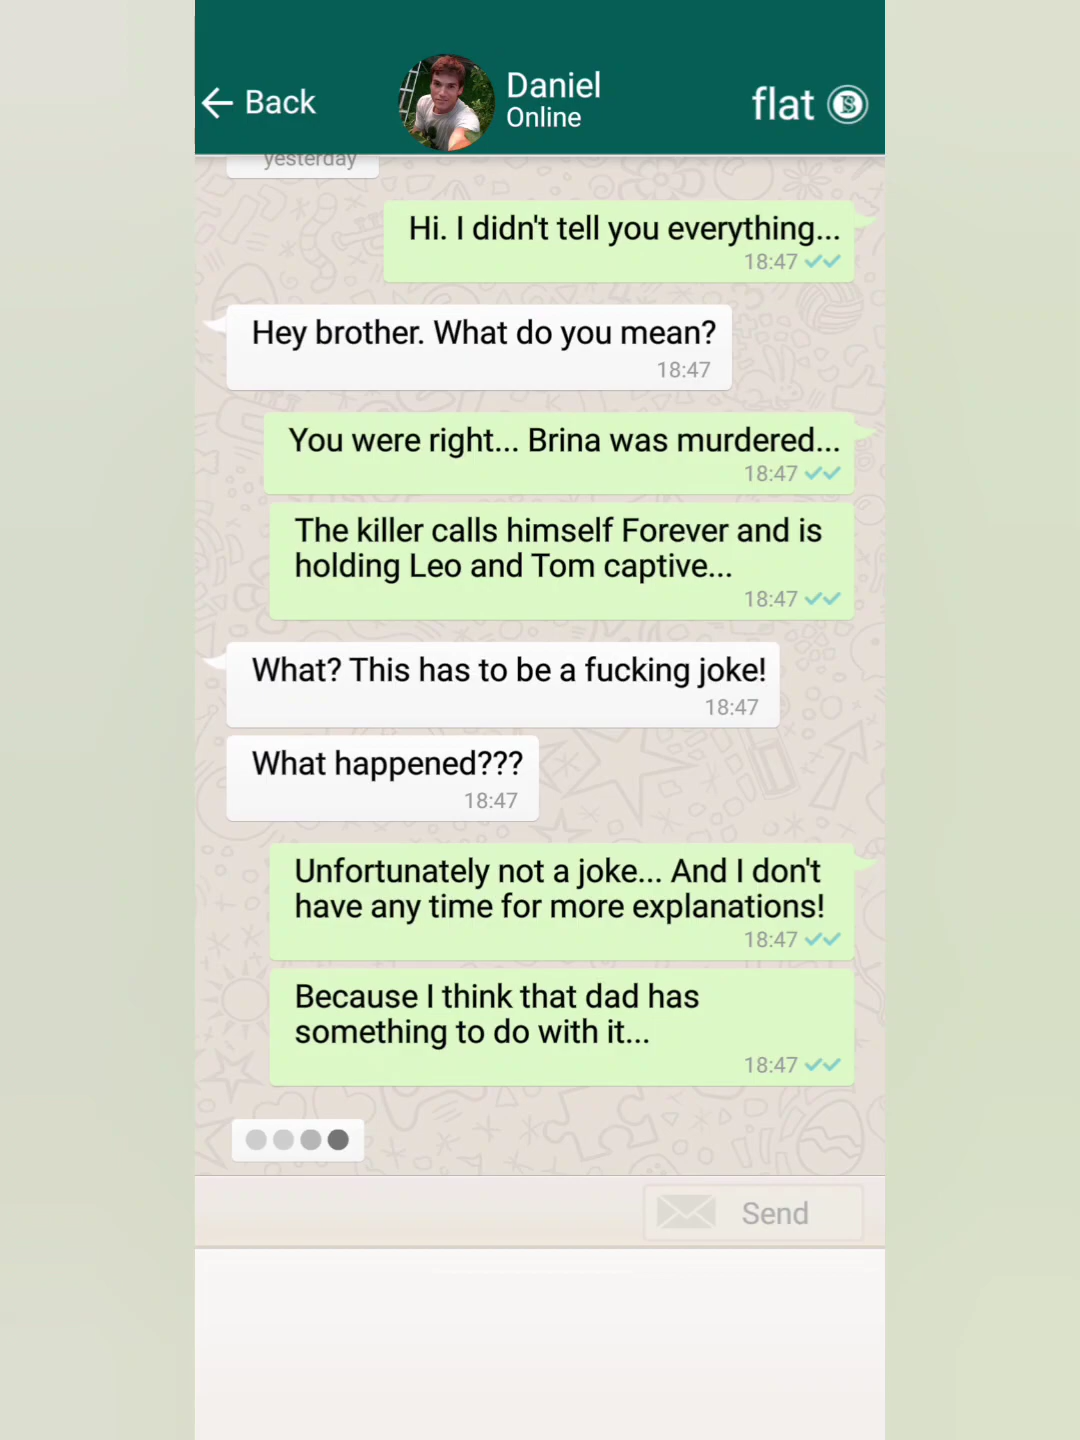 Back
Daniel
Online
flat
yesterday
Hi. I didn't tell you everything...
18:47
Hey brother. What do you mean?
18:47
You were right... Brina was murdered...
18:47
The killer calls himself Forever and is
holding Leo and Tom captive...
18:47
What? This has to be a fucking joke!
18:47
What happened???
18:47
Unfortunately not a joke... And I don't
have any time for more explanations!
18:47
Because I think that dad has
something to do with it...
18:47
Send